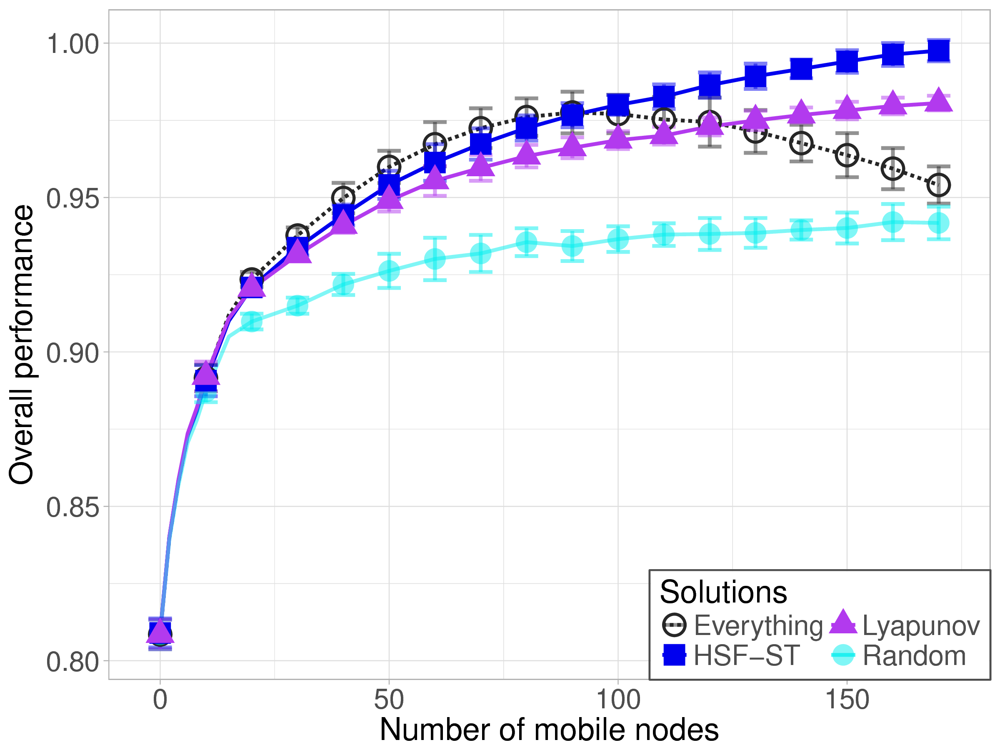 Overall performance
1.00
0.95
0.90
0.85
0.80
0
50
100
150
Number of mobile nodes
Solutions
Everything
Lyapunov
HSF−ST
Random